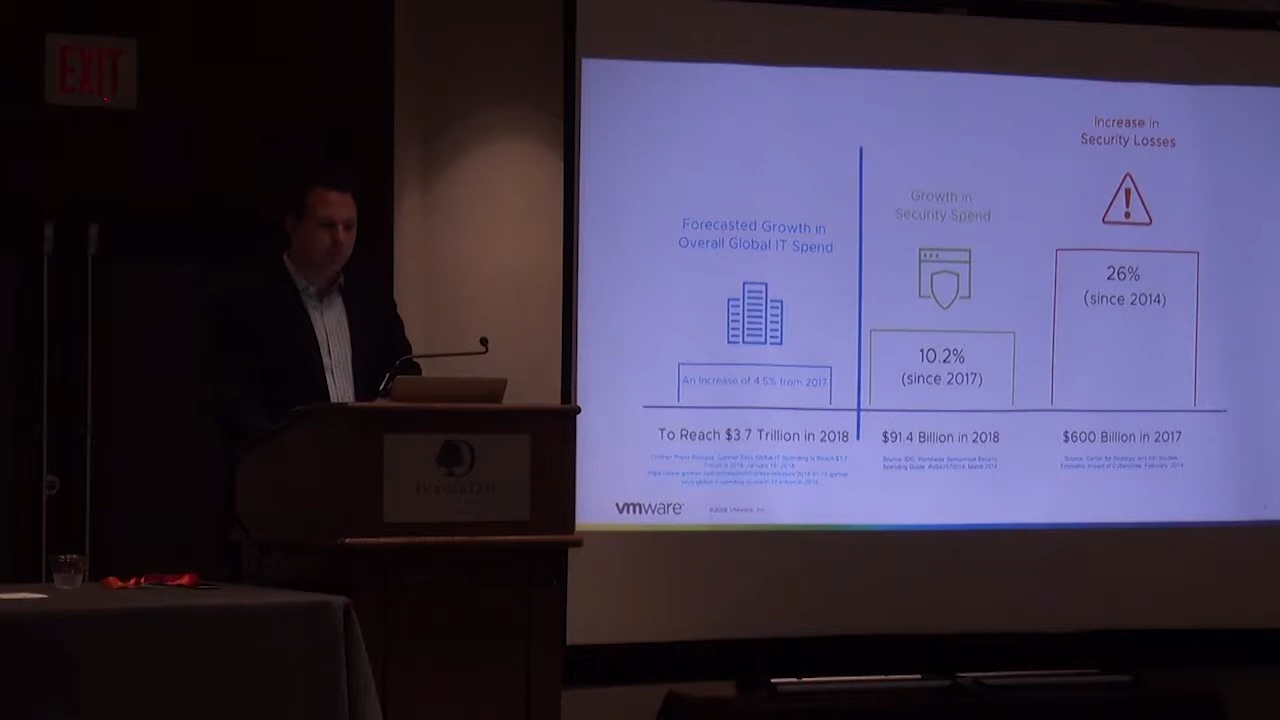 EXIT
Forecasted Growth in
Overall Global IT Spend
An Increase of 4.5% from 2017
To Reach $3.7 Trillion in 2018
Growth in
Security Spend
10.2%
(since 2017)
$91.4 Billion in 2018
Increase in
Security Losses
!
26%
(since 2014)
$600 Billion in 2017
vmware